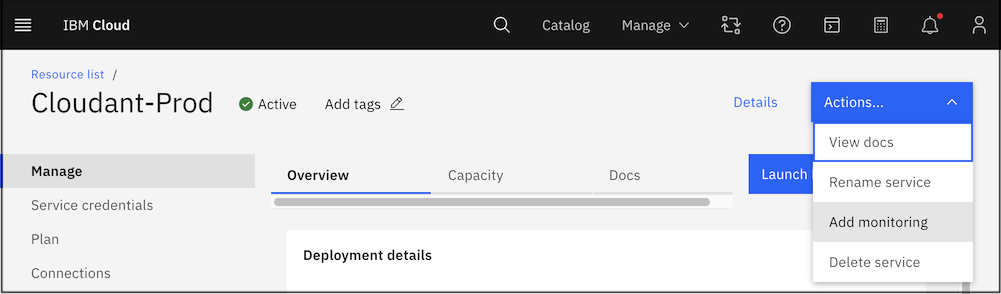 IBM Cloud Catalog Manage
Resource list /
Cloudant-Prod Active Add tags Details Actions...
View docs
Manage Overview Capacity Docs Launch
Rename service
Service credentials
Add monitoring
Plan
Deployment details Delete service
Connections